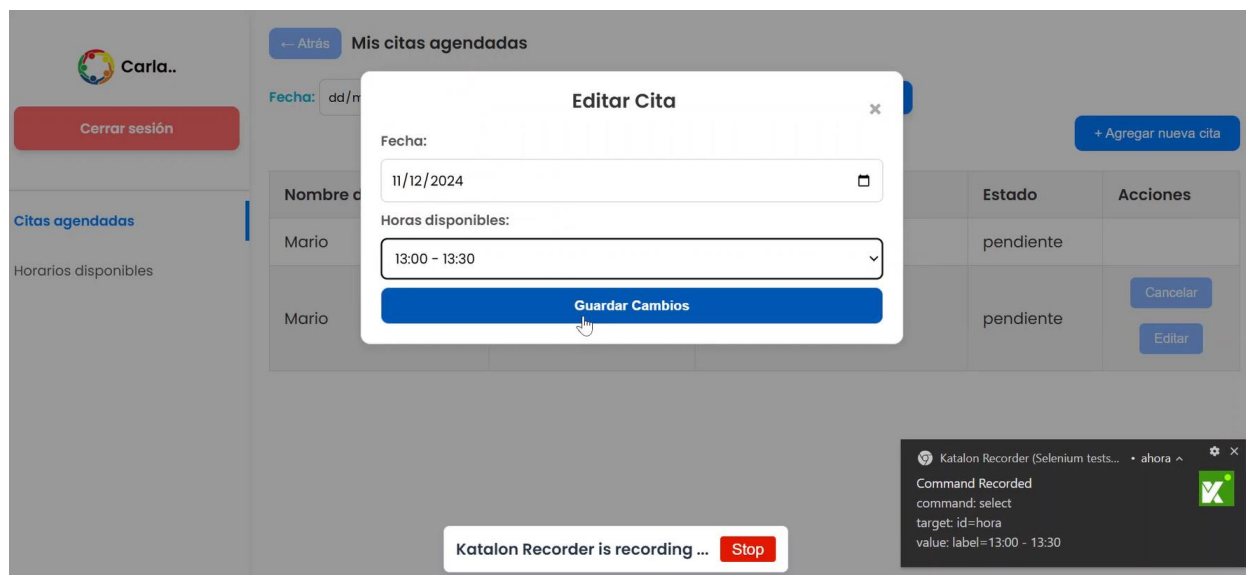 Carla..
Cerrar sesión
Citas agendadas
Horarios disponibles
← Atrás Mis citas agendadas
Fecha: dd/m
+ Agregar nueva cita
Nombre d Estado Acciones
Mario pendiente
Mario pendiente Cancelar
Editar
Editar Cita ×
Fecha:
11/12/2024
Horas disponibles:
13:00 - 13:30
Guardar Cambios
Katalon Recorder is recording ... Stop
Katalon Recorder (Selenium tests... • ahora
Command Recorded
command: select
target: id=hora
value: label=13:00 - 13:30